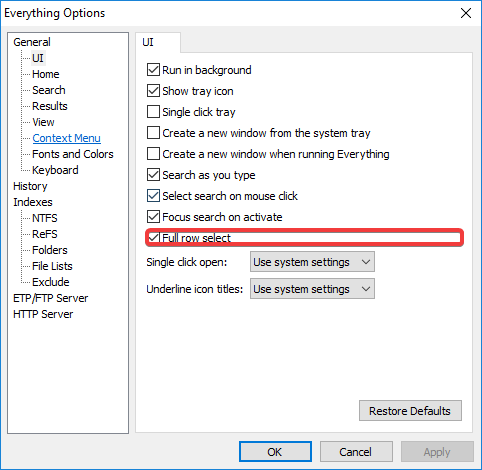 Everything Options
General
UI
Home
Search
Results
View
Context Menu
Fonts and Colors
Keyboard
History
Indexes
NTFS
ReFS
Folders
File Lists
Exclude
ETP/FTP Server
HTTP Server
UI
Run in background
Show tray icon
Single click tray
Create a new window from the system tray
Create a new window when running Everything
Search as you type
Select search on mouse click
Focus search on activate
Full row select
Single click open: Use system settings
Underline icon titles: Use system settings
Restore Defaults
OK Cancel Apply